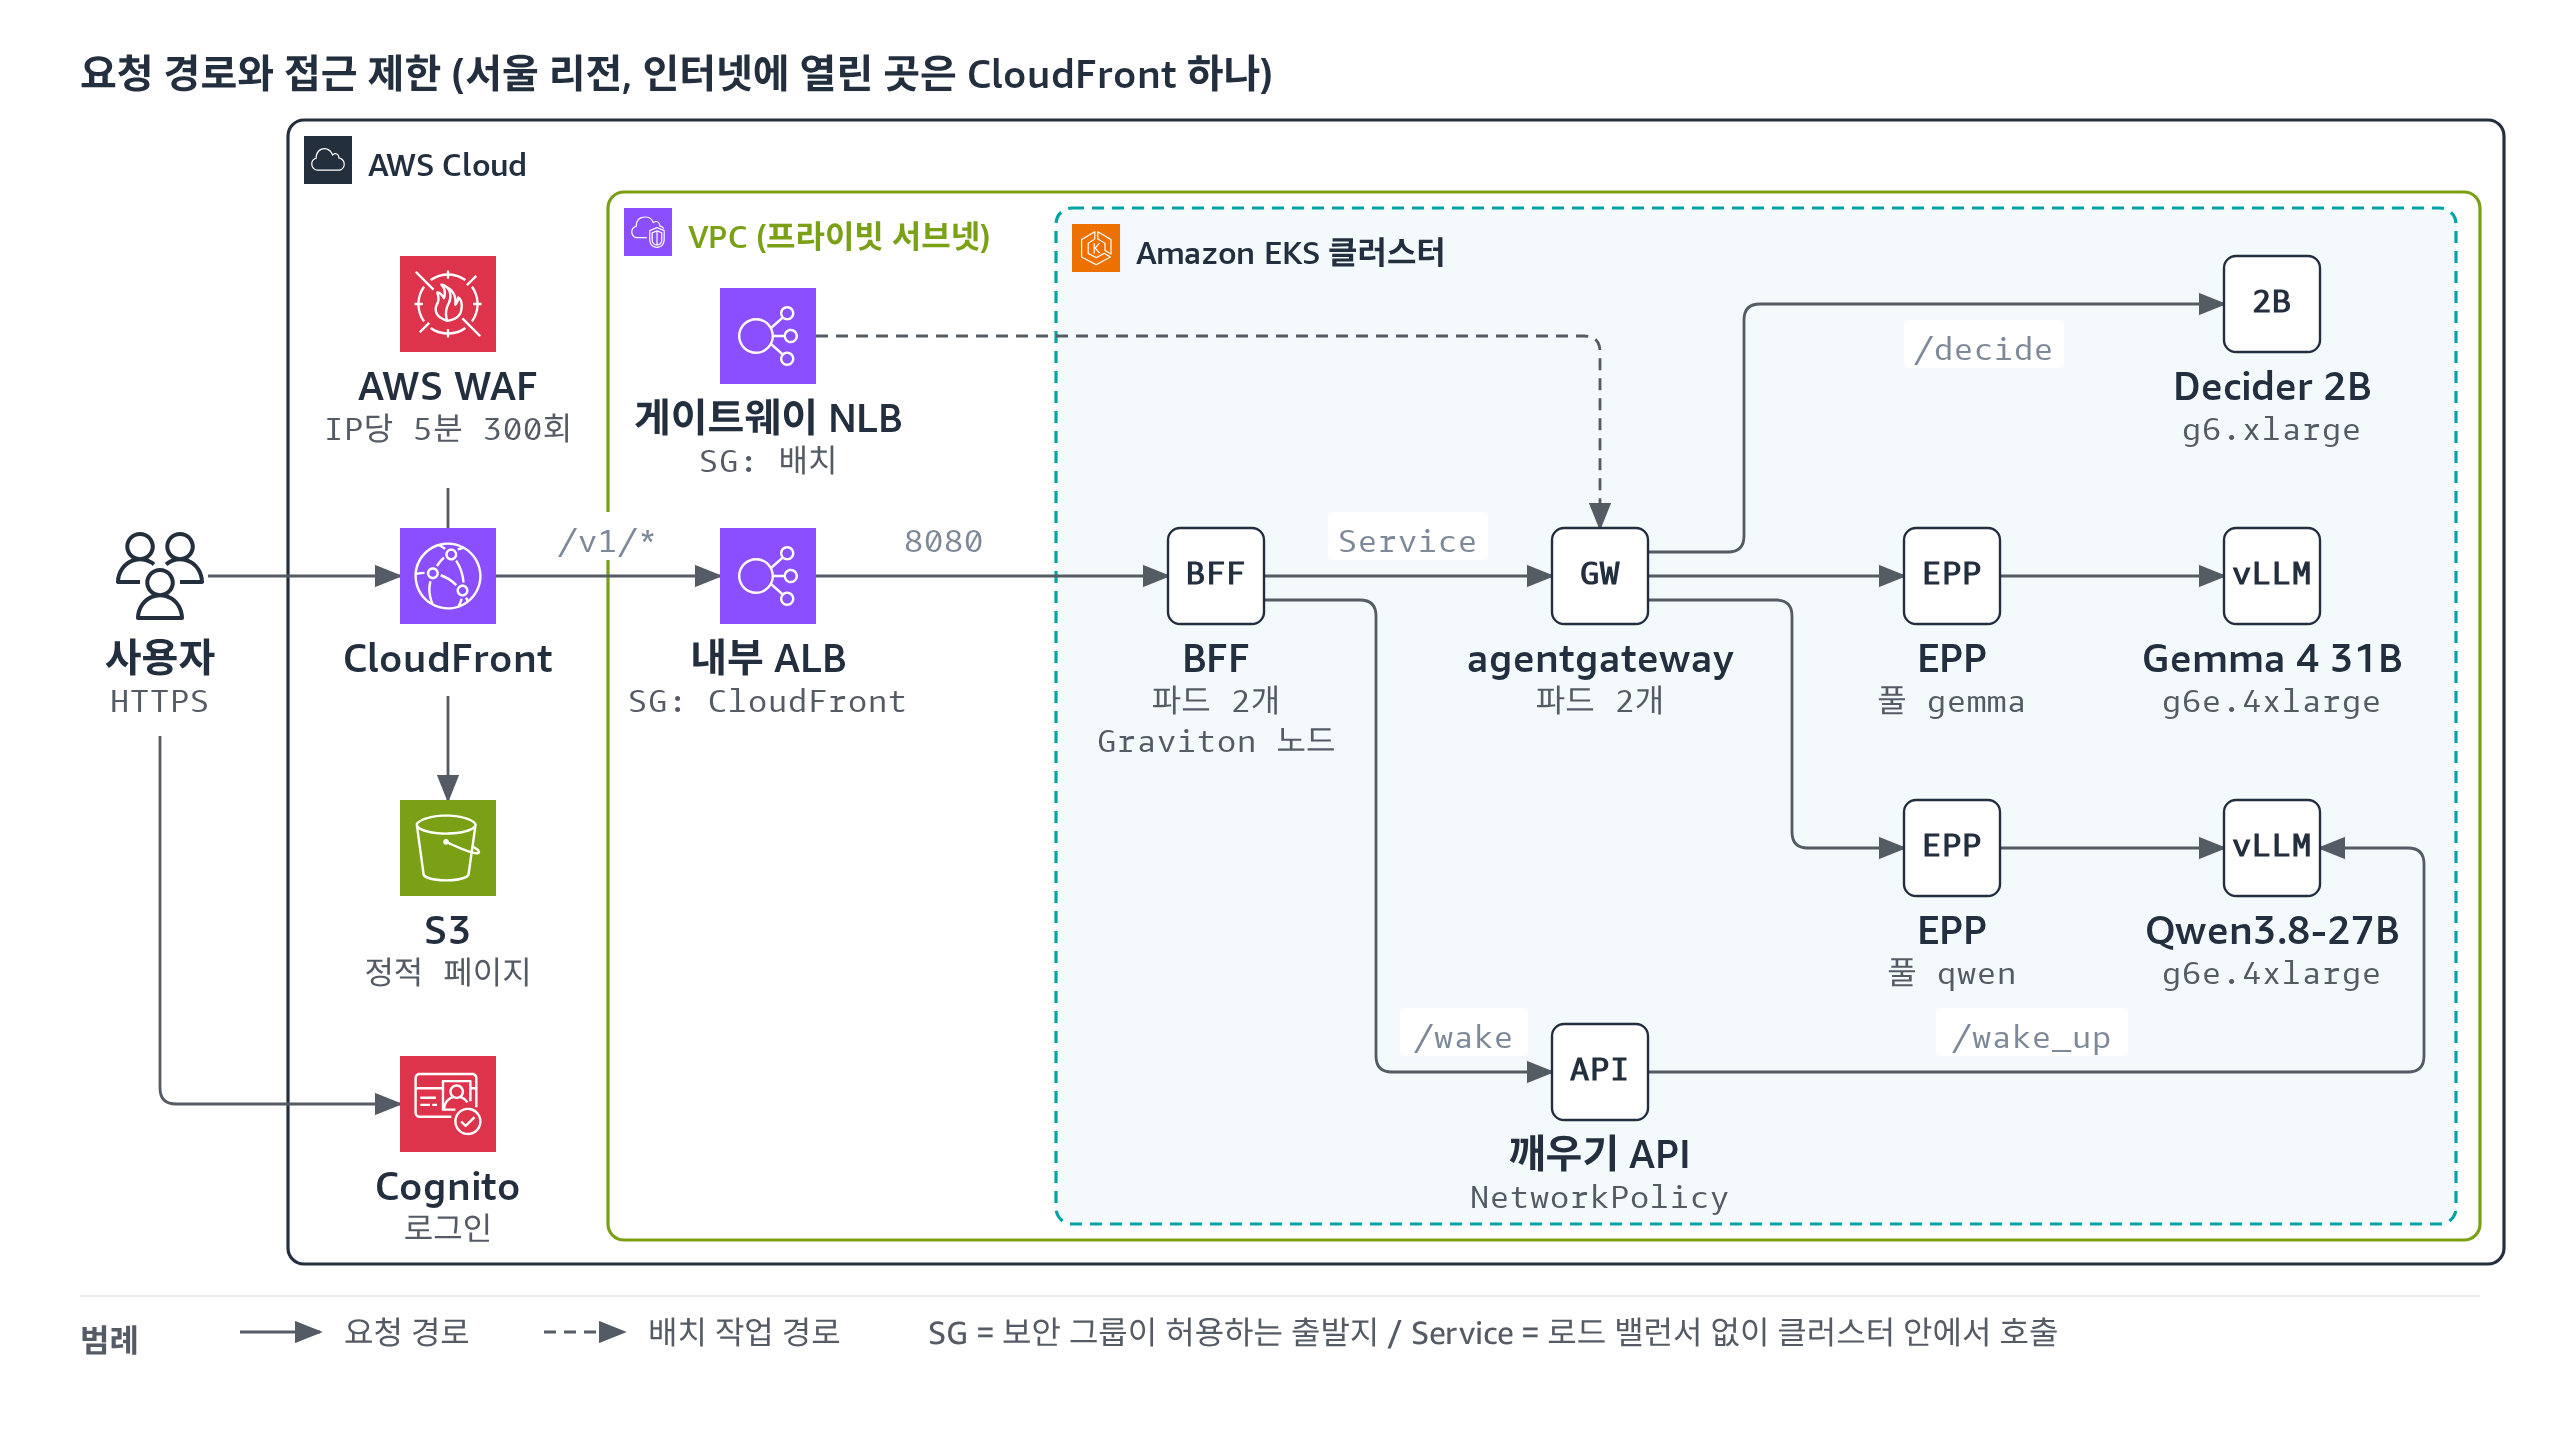 요청 경로와 접근 제한 (서울 리전, 인터넷에 열린 곳은 CloudFront 하나)
AWS Cloud
VPC (프라이빗 서브넷)
Amazon EKS 클러스터
AWS WAF
IP당 5분 300회
게이트웨이 NLB
SG: 배치
2B
Decider 2B
g6.xlarge
/decide
사용자
HTTPS
CloudFront
/v1/*
내부 ALB
SG: CloudFront
8080
BFF
BFF
파드 2개
Graviton 노드
Service
GW
agentgateway
파드 2개
EPP
EPP
풀 gemma
vLLM
Gemma 4 31B
g6e.4xlarge
S3
정적 페이지
EPP
EPP
풀 qwen
vLLM
Qwen3.8-27B
g6e.4xlarge
/wake
API
깨우기 API
NetworkPolicy
/wake_up
Cognito
로그인
범례
요청 경로
배치 작업 경로
SG = 보안 그룹이 허용하는 출발지 / Service = 로드 밸런서 없이 클러스터 안에서 호출